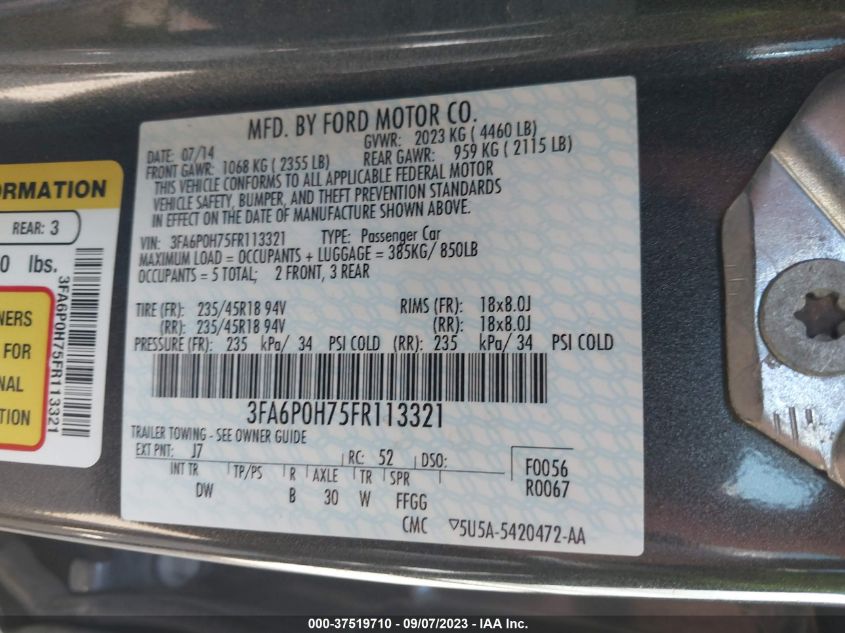 MFD. BY FORD MOTOR CO.
DATE: 07/14 GVWR: 2023 KG ( 4460 LB)
FRONT GAWR: 1068 KG ( 2355 LB) REAR GAWR: 959 KG ( 2115 LB)
THIS VEHICLE CONFORMS TO ALL APPLICABLE FEDERAL MOTOR
VEHICLE SAFETY, BUMPER, AND THEFT PREVENTION STANDARDS
IN EFFECT ON THE DATE OF MANUFACTURE SHOWN ABOVE.
VIN: 3FA6P0H75FR113321 TYPE: Passenger Car
MAXIMUM LOAD = OCCUPANTS + LUGGAGE = 385KG/ 850LB
OCCUPANTS = 5 TOTAL; 2 FRONT, 3 REAR
TIRE (FR): 235/45R18 94V RIMS (FR): 18x8.0J
(RR): 235/45R18 94V (RR): 18x8.0J
PRESSURE (FR): 235 kPa/ 34 PSI COLD (RR): 235 kPa/ 34 PSI COLD
3FA6P0H75FR113321
TRAILER TOWING - SEE OWNER GUIDE
EXT PNT: J7 RC: 52 DSO:
F0056
R0067
INT TR TP/PS R AXLE TR SPR
DW B 30 W FFGG
CMC ▽5U5A-5420472-AA
ORMATION
REAR: 3
0 lbs.
NERS
FOR
NAL
3FA6P0H75FR113321
000-37519710 - 09/07/2023 - IAA Inc.